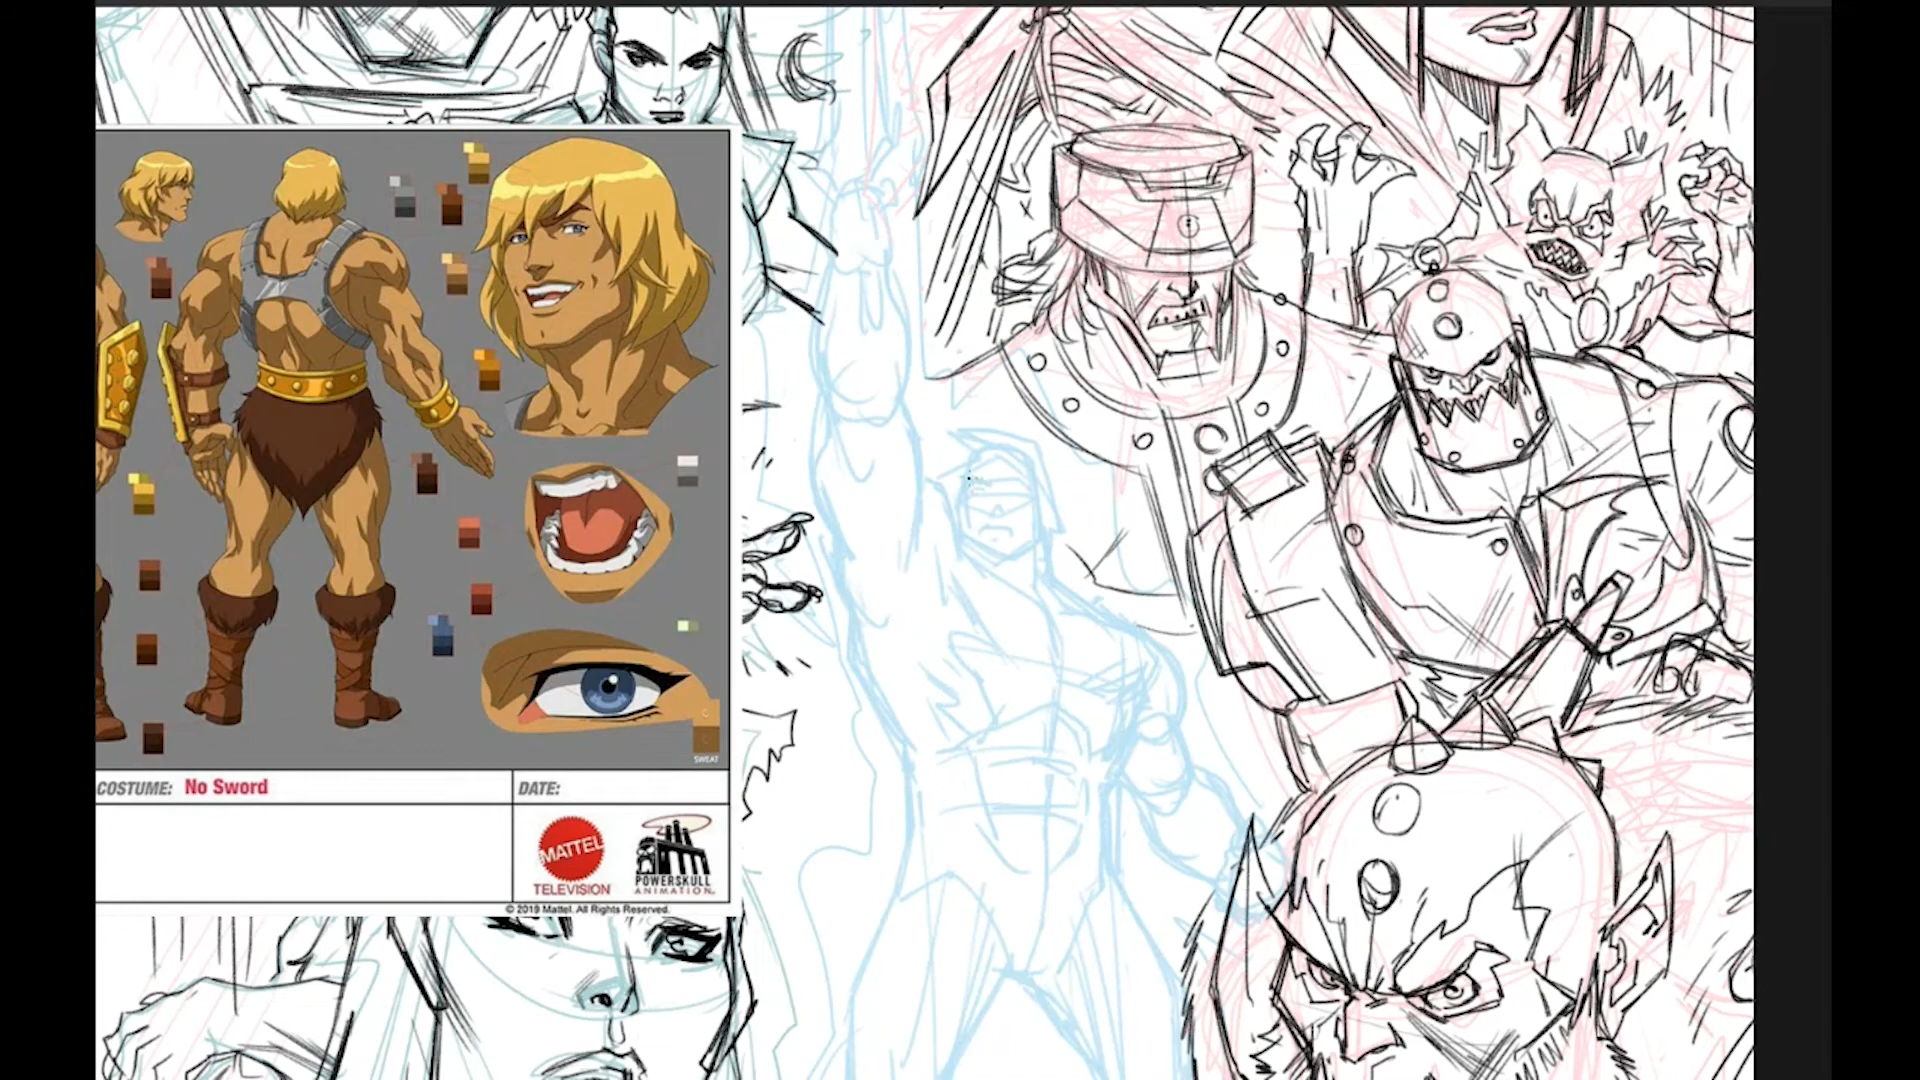 SWEAT
COSTUME: No Sword
DATE:
MATTEL
TELEVISION
POWERSKULL
ANIMATION
© 2019 Mattel. All Rights Reserved.